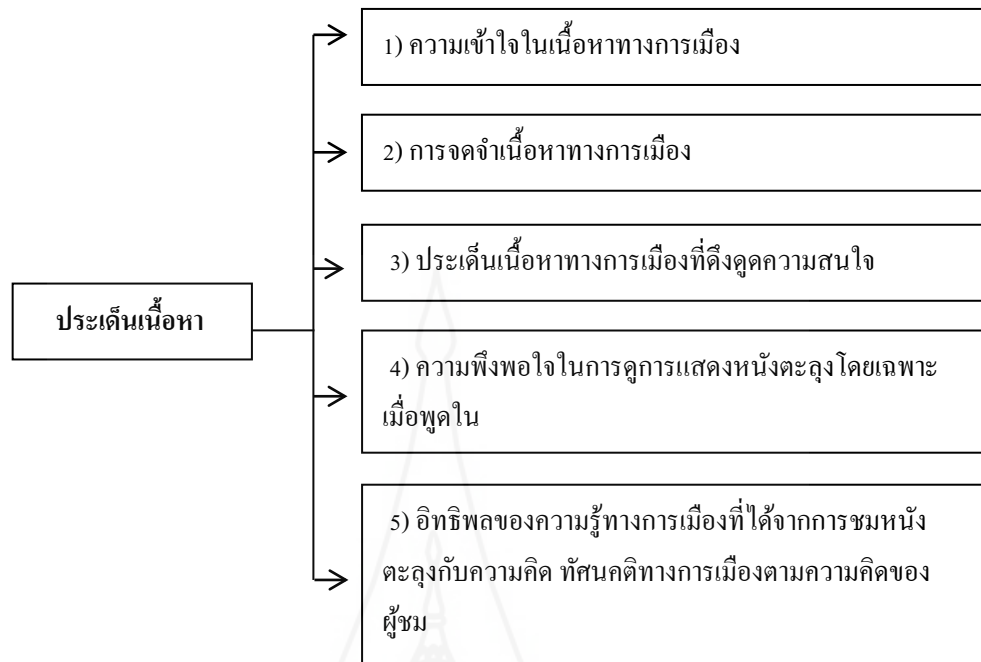 1) ความเข้าใจในเนื้อหาทางการเมือง
2) การจดจำเนื้อหาทางการเมือง
3) ประเด็นเนื้อหาทางการเมืองที่ดึงดูดความสนใจ
ประเด็นเนื้อหา
4) ความพึงพอใจในการดูการแสดงหนังตะลุงโดยเฉพาะ
เมื่อพูดใน
5) อิทธิพลของความรู้ทางการเมืองที่ได้จากการชมหนัง
ตะลุงกับความคิด ทัศนคติทางการเมืองตามความคิดของ
ผู้ชม